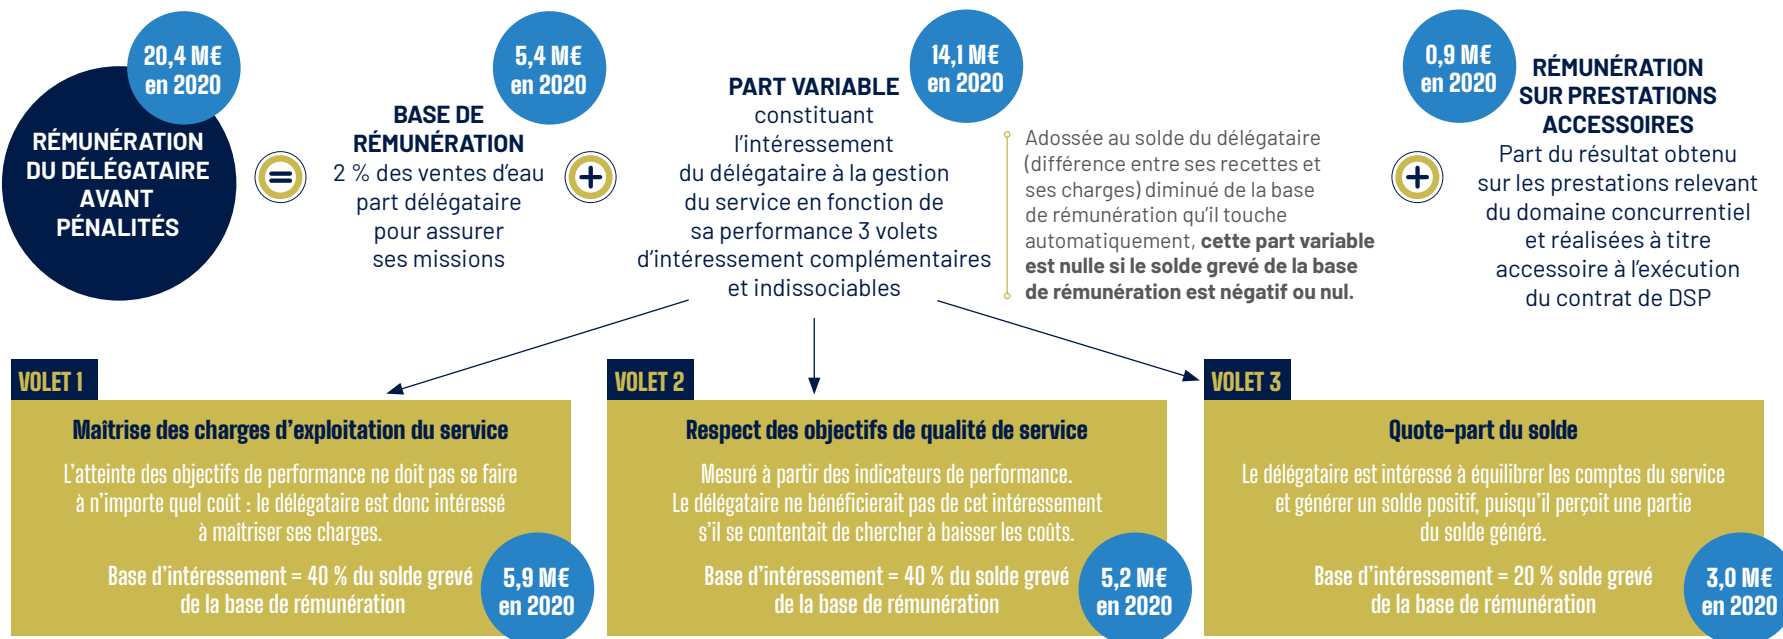 20,4 M€
en 2020
RÉMUNÉRATION
DU DÉLÉGATAIRE
AVANT
PÉNALITÉS
=
5,4 M€
en 2020
BASE DE
RÉMUNÉRATION
2 % des ventes d’eau
part délégataire
pour assurer
ses missions
+
14,1 M€
en 2020
PART VARIABLE
constituant
l’intéressement
du délégataire à la gestion
du service en fonction de
sa performance 3 volets
d’intéressement complémentaires
et indissociables
Adossée au solde du délégataire
(différence entre ses recettes et
ses charges) diminué de la base
de rémunération qu’il touche
automatiquement, cette part variable
est nulle si le solde grevé de la base
de rémunération est négatif ou nul.
+
0,9 M€
en 2020
RÉMUNÉRATION
SUR PRESTATIONS
ACCESSOIRES
Part du résultat obtenu
sur les prestations relevant
du domaine concurrentiel
et réalisées à titre
accessoire à l’exécution
du contrat de DSP
VOLET 1
Maîtrise des charges d’exploitation du service
L’atteinte des objectifs de performance ne doit pas se faire
à n’importe quel coût : le délégataire est donc intéressé
à maîtriser ses charges.
Base d’intéressement = 40 % du solde grevé
de la base de rémunération
5,9 M€
en 2020
VOLET 2
Respect des objectifs de qualité de service
Mesuré à partir des indicateurs de performance.
Le délégataire ne bénéficierait pas de cet intéressement
s’il se contentait de chercher à baisser les coûts.
Base d’intéressement = 40 % du solde grevé
de la base de rémunération
5,2 M€
en 2020
VOLET 3
Quote-part du solde
Le délégataire est intéressé à équilibrer les comptes du service
et générer un solde positif, puisqu’il perçoit une partie
du solde généré.
Base d’intéressement = 20 % solde grevé
de la base de rémunération
3,0 M€
en 2020